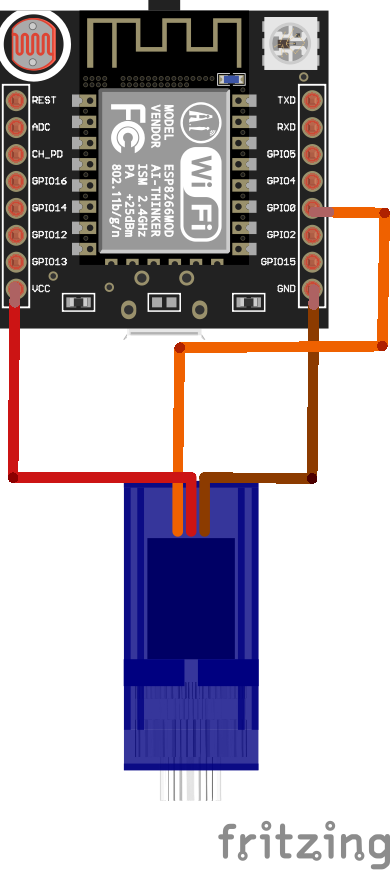 REST
ADC
CH_PD
GPIO16
GPIO14
GPIO12
GPIO13
VCC
MODEL
VENDOR
ESP8266MOD
AI-THINKER
ISM 2.4GHz
PA +25dBm
802.11b/g/n
FC
A.i
Wi Fi
TXD
RXD
GPIO5
GPIO4
GPIO0
GPIO2
GPIO15
GND
fritzing